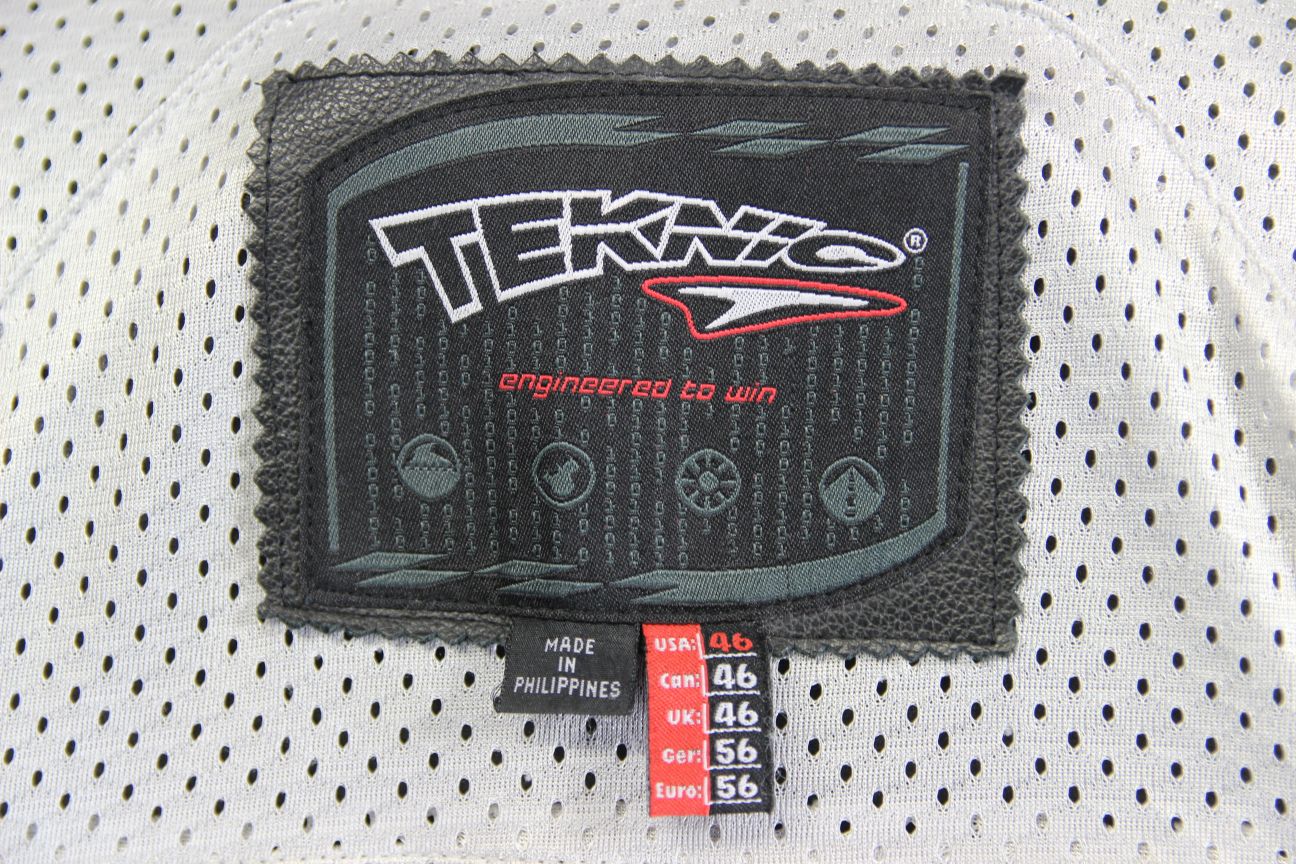 TEKNIC®
engineered to win
MADE
IN
PHILIPPINES
USA: 46
Can: 46
UK: 46
Ger: 56
Euro: 56